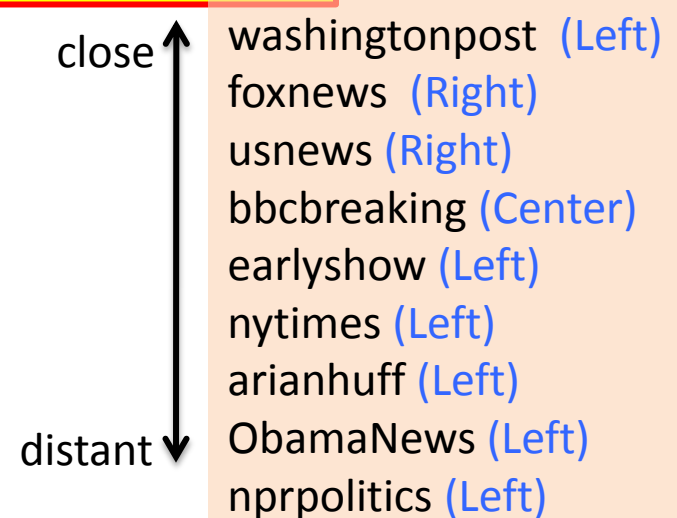 close
washingtonpost (Left)
foxnews (Right)
usnews (Right)
bbcbreaking (Center)
earlyshow (Left)
nytimes (Left)
arianhuff (Left)
distant
ObamaNews (Left)
nprpolitics (Left)